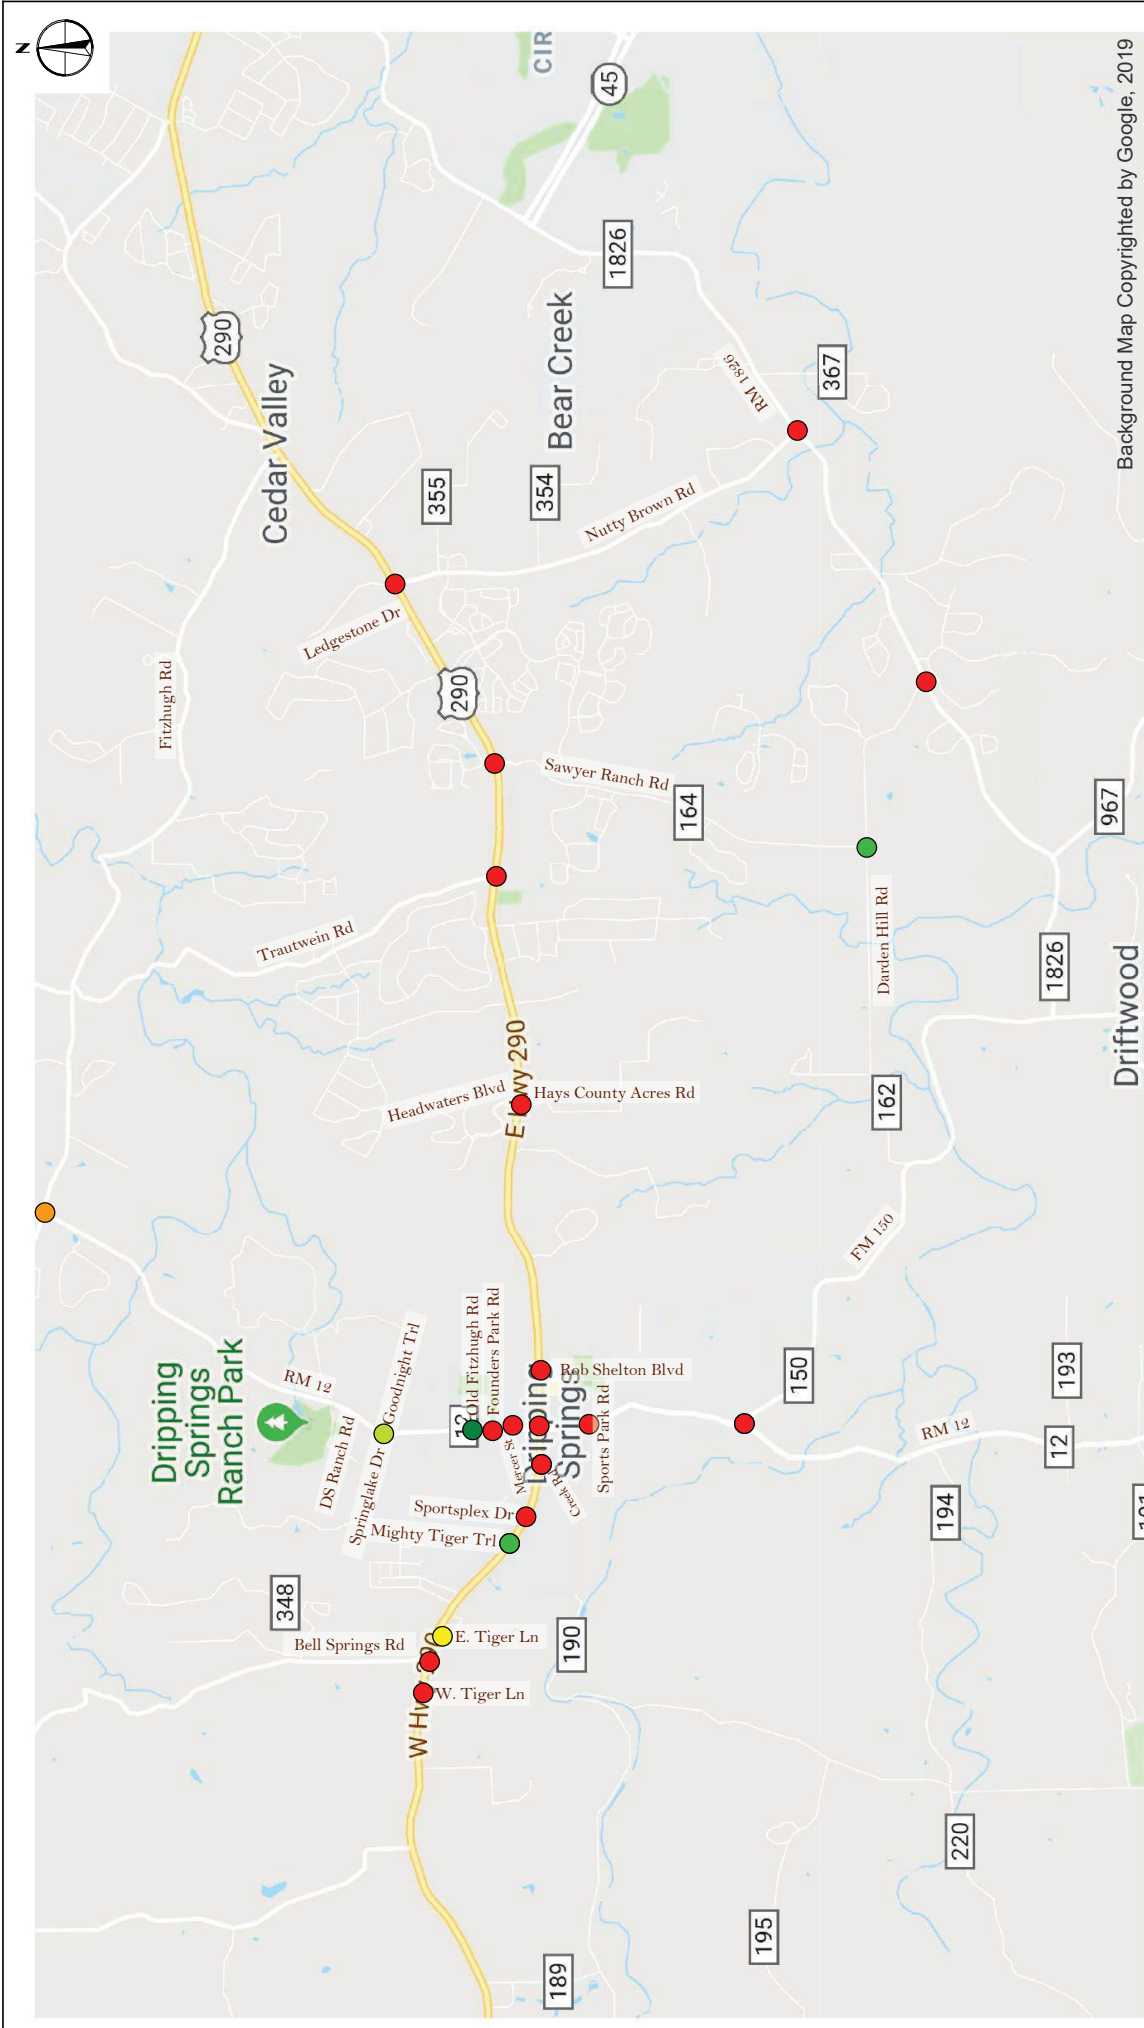 N
CIR
45
290
1826
Cedar Valley
Bear Creek
367
RM 1826
355
354
Nutty Brown Rd
Ledgestone Dr
Fitzhugh Rd
290
Sawyer Ranch Rd
164
967
Trautwein Rd
Darden Hill Rd
1826
Driftwood
E Hwy 290
Headwaters Blvd
Hays County Acres Rd
162
FM 150
Dripping
Springs
Ranch Park
RM 12
Goodnight Trl
Old Fitzhugh Rd
Founders Park Rd
Rob Shelton Blvd
150
193
12
DS Ranch Rd
Springlake Dr
12
Mercer St
Dripping
Springs
Creek Rd
Sports Park Rd
RM 12
Sportsplex Dr
Mighty Tiger Trl
194
348
Bell Springs Rd
E. Tiger Ln
190
W. Tiger Ln
W Hwy 290
220
195
189
Background Map Copyrighted by Google, 2019